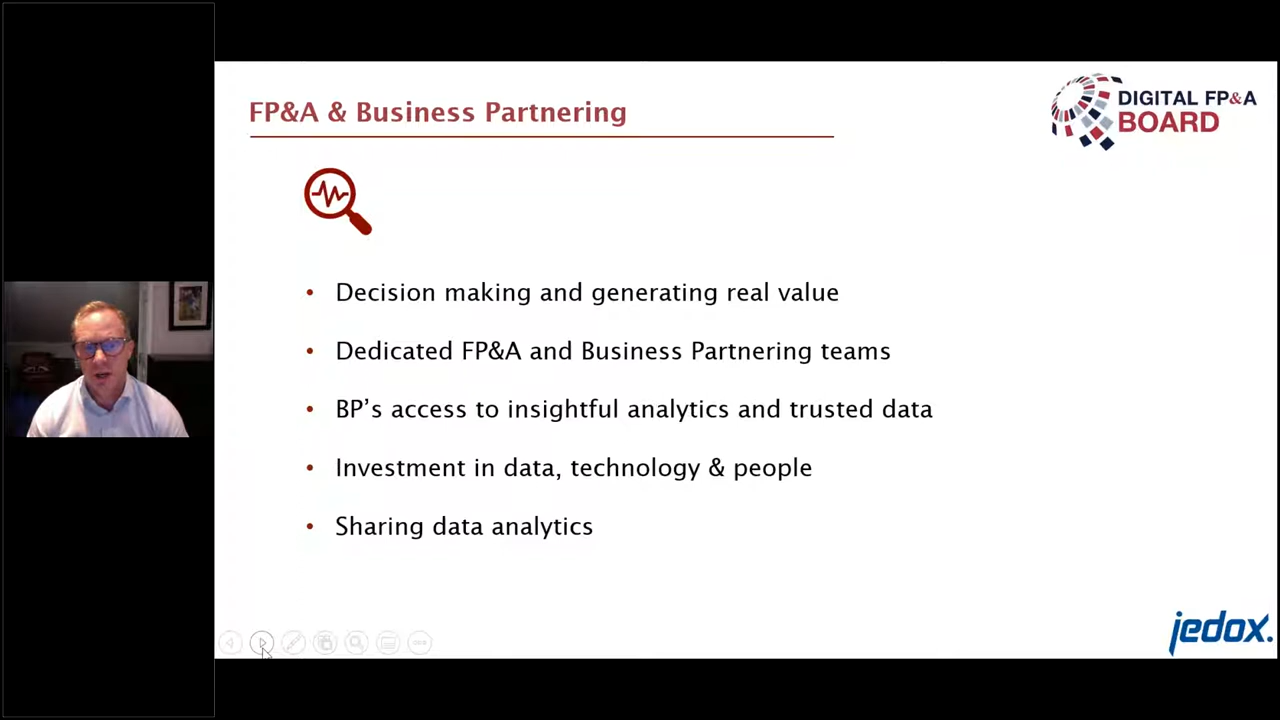 FP&A & Business Partnering
DIGITAL FP&A
BOARD
• Decision making and generating real value
• Dedicated FP&A and Business Partnering teams
• BP’s access to insightful analytics and trusted data
• Investment in data, technology & people
• Sharing data analytics
jedox.